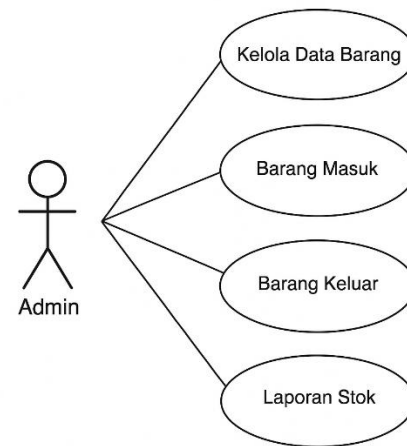 Kelola Data Barang
Barang Masuk
Barang Keluar
Laporan Stok
Admin